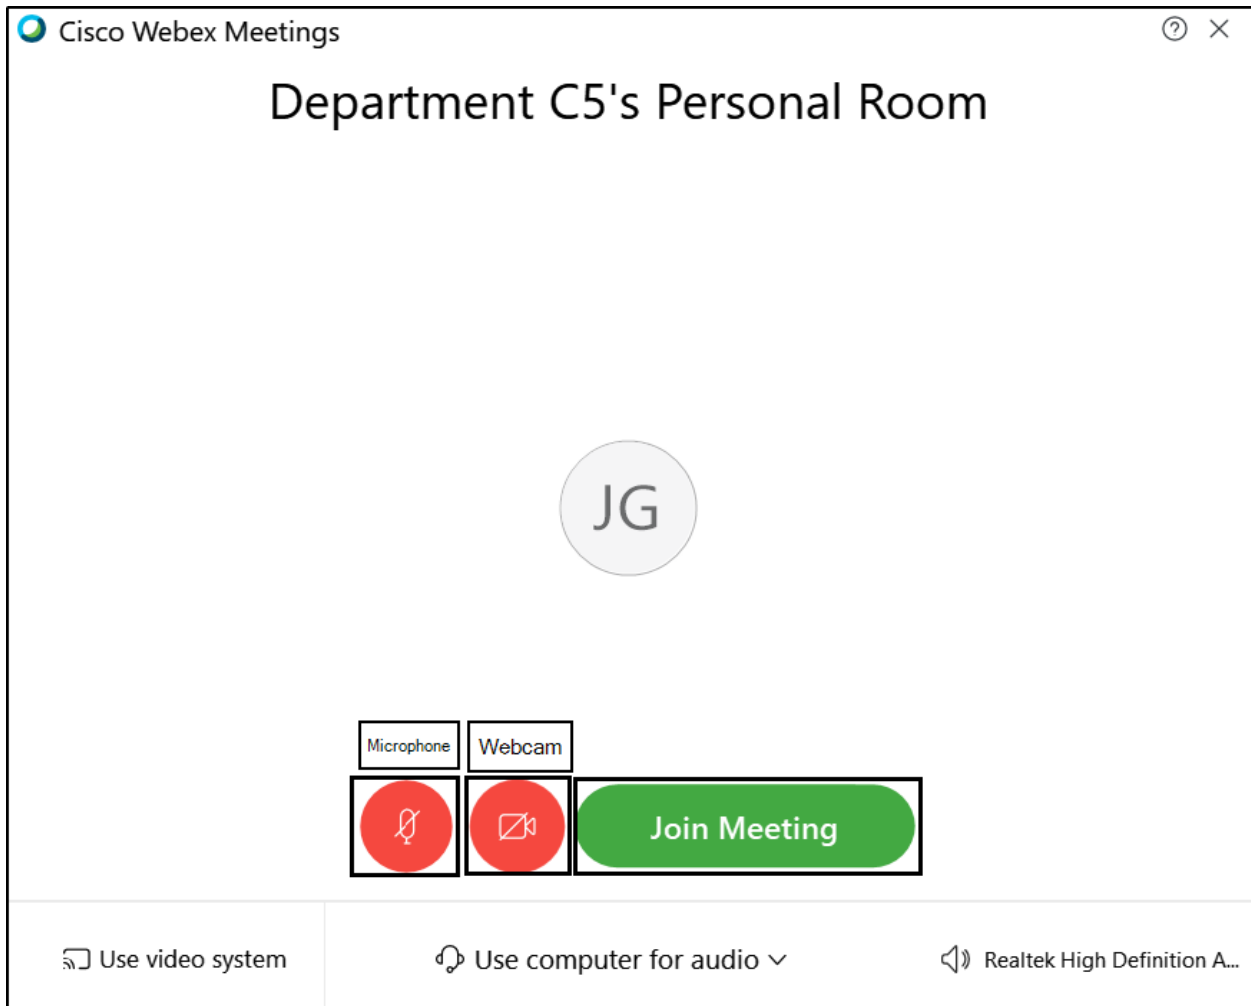 Cisco Webex Meetings
Department C5's Personal Room
JG
Microphone Webcam
Join Meeting
Use video system Use computer for audio Realtek High Definition A...